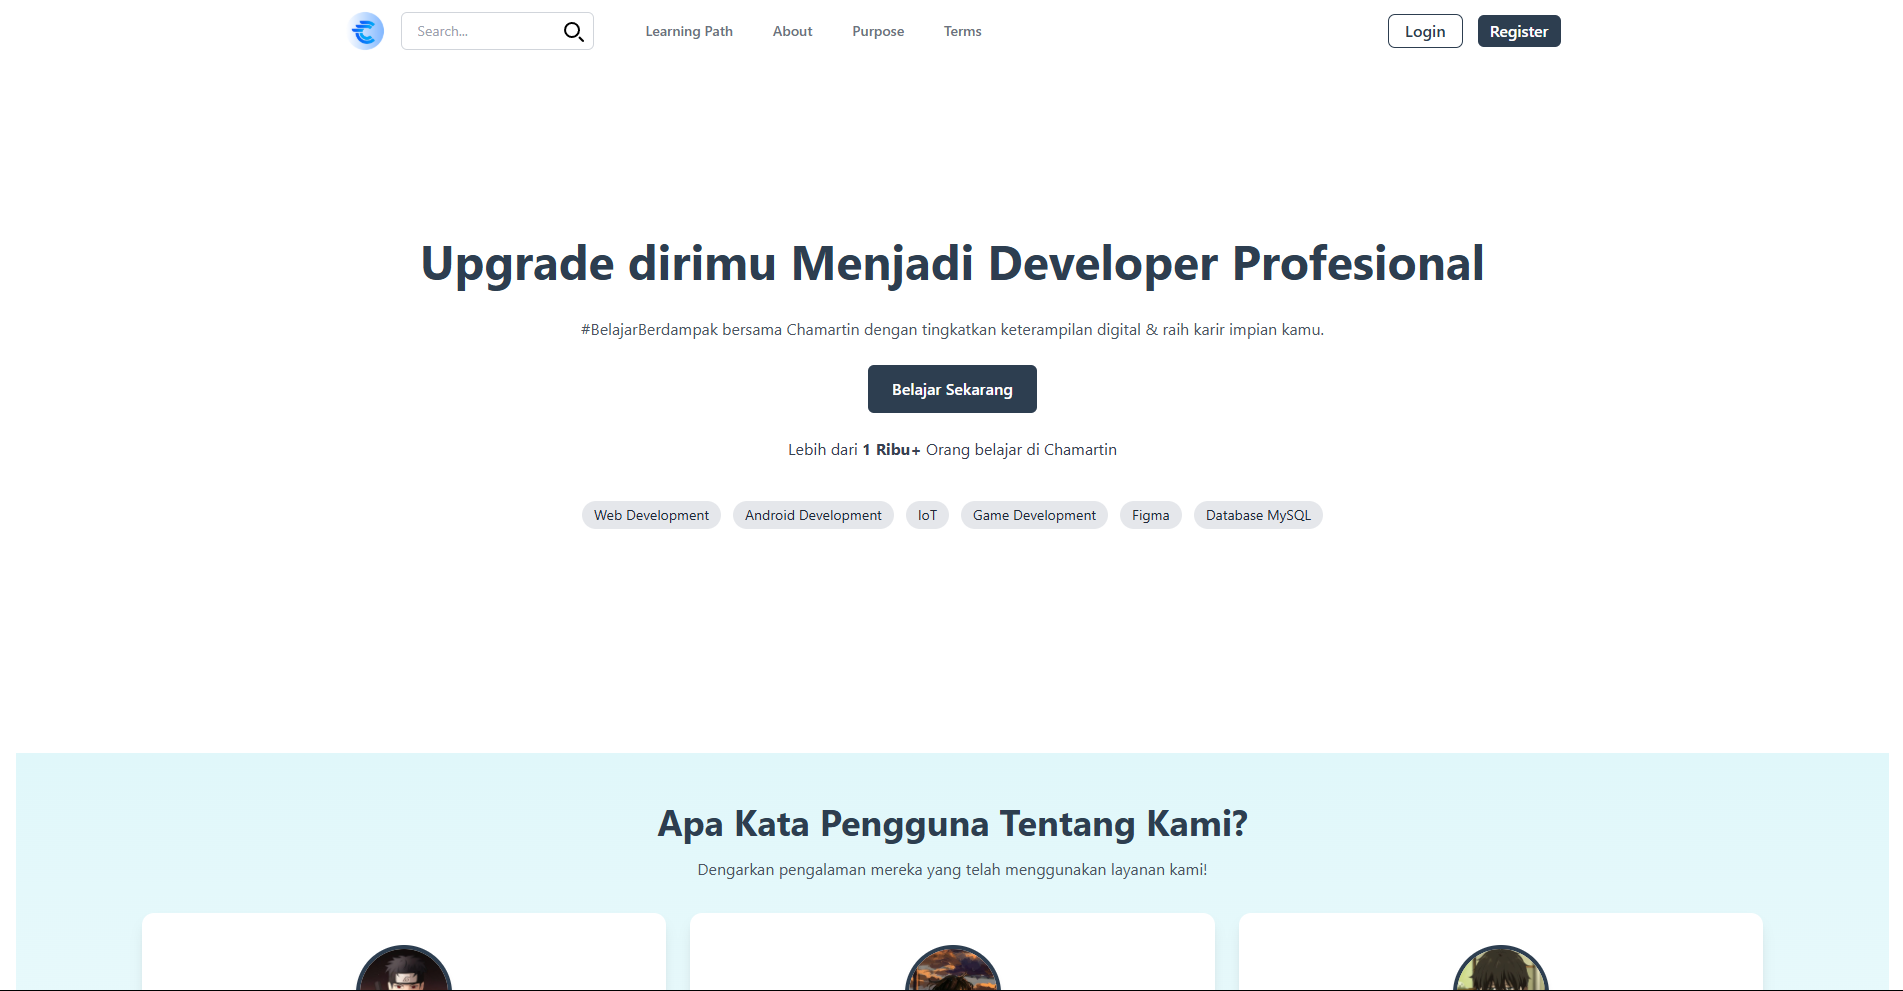 Search... Learning Path About Purpose Terms Login Register
Upgrade dirimu Menjadi Developer Profesional
#BelajarBerdampak bersama Chamartin dengan tingkatkan keterampilan digital & raih karir impian kamu.
Belajar Sekarang
Lebih dari 1 Ribu+ Orang belajar di Chamartin
Web Development Android Development IoT Game Development Figma Database MySQL
Apa Kata Pengguna Tentang Kami?
Dengarkan pengalaman mereka yang telah menggunakan layanan kami!